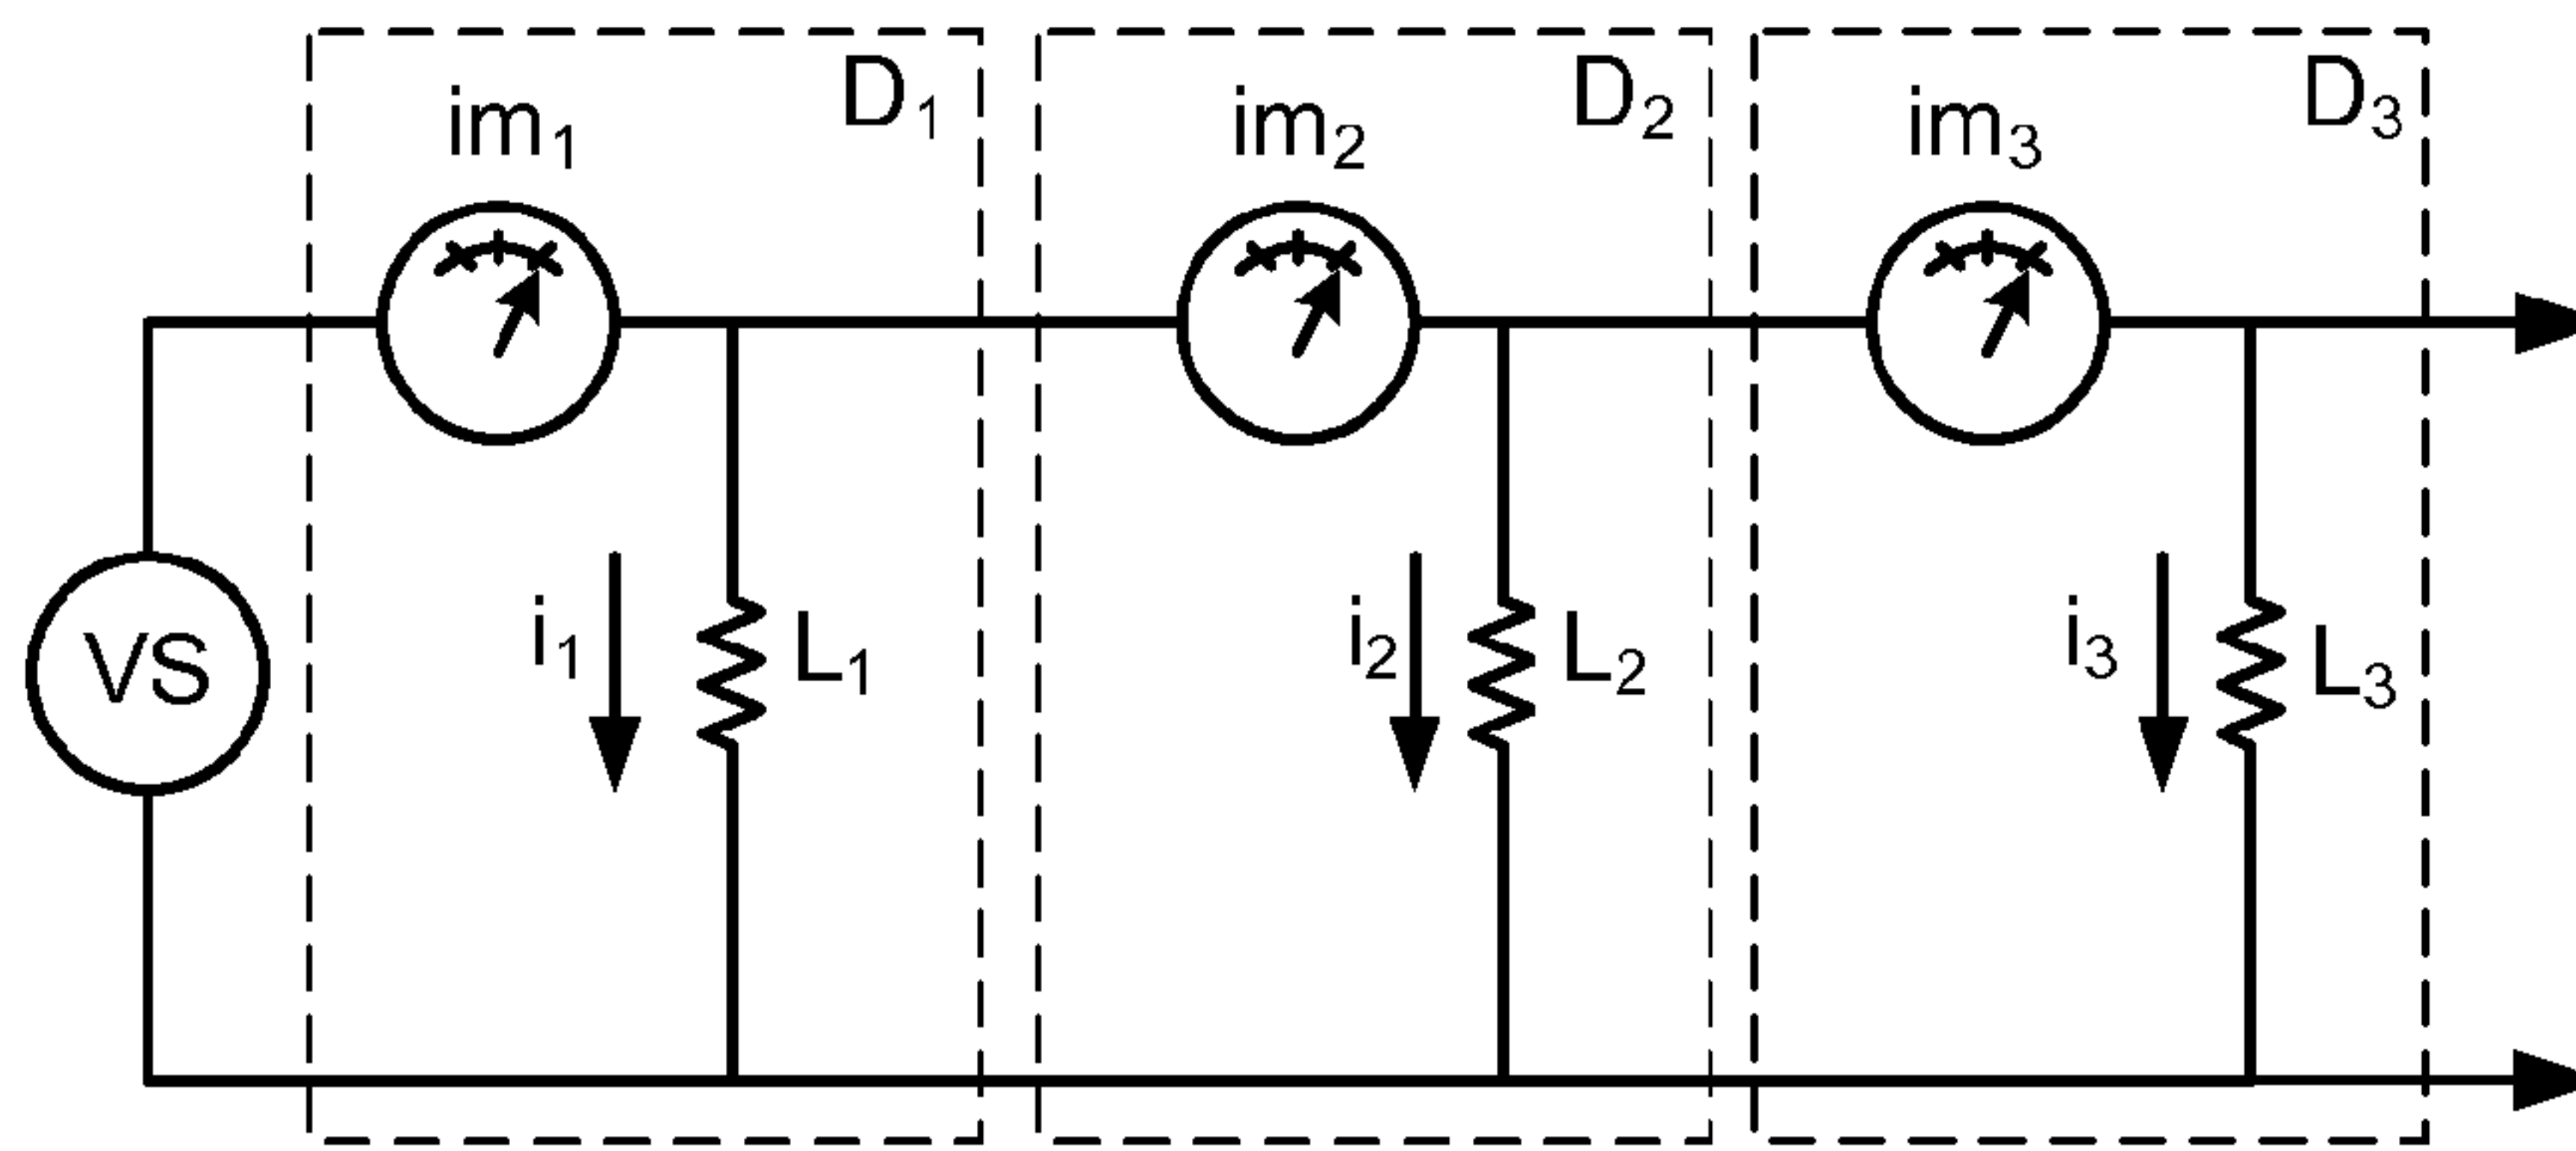 D₁
D₂
D₃
im₁
im₂
im₃
VS
i₁
L₁
i₂
L₂
i₃
L₃